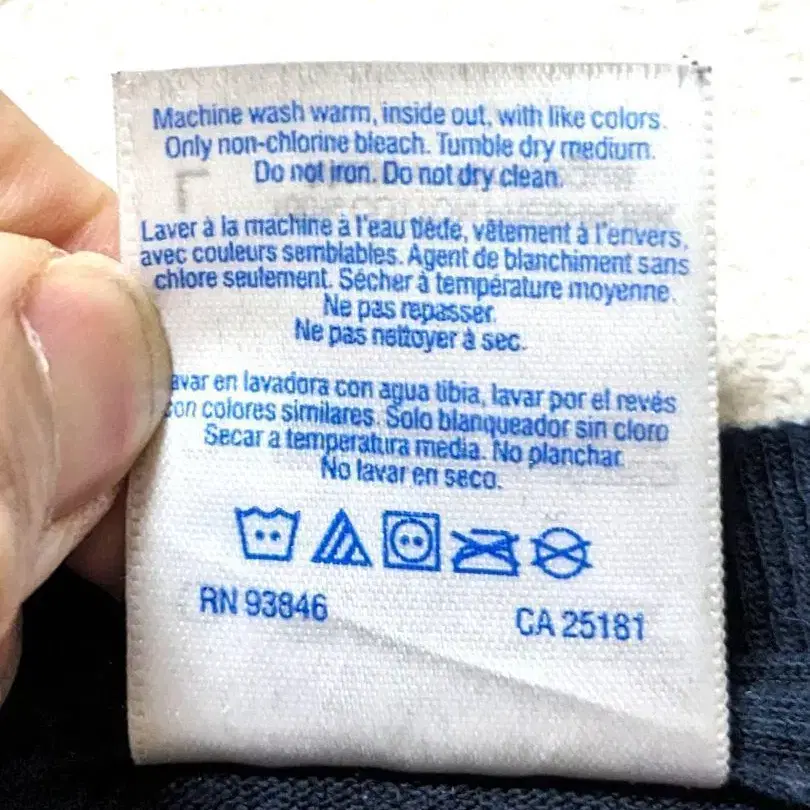 Machine wash warm, inside out, with like colors.
Only non-chlorine bleach. Tumble dry medium.
Do not iron. Do not dry clean.
Laver à la machine à l'eau tiède, vêtement à l'envers,
avec couleurs semblables. Agent de blanchiment sans
chlore seulement. Sécher à température moyenne.
Ne pas repasser.
Ne pas nettoyer à sec.
avar en lavadora con agua tibia, lavar por el revés
con colores similares. Solo blanqueador sin cloro
Secar a temperatura media. No planchar.
No lavar en seco.
RN 93846 CA 25181